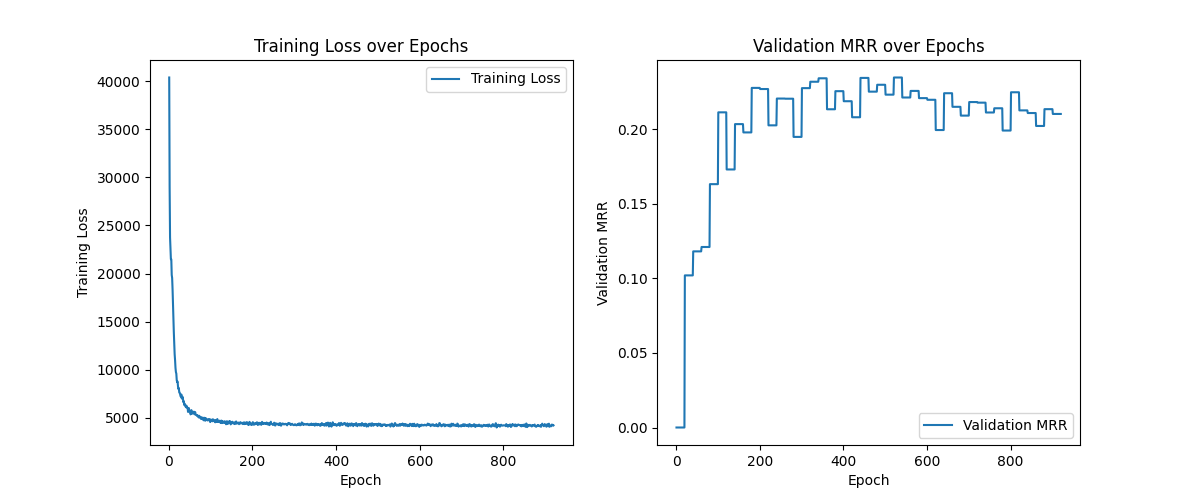 Training Loss over Epochs
40000
35000
30000
25000
20000
15000
10000
5000
Training Loss
Training Loss
0
200
400
600
800
Epoch
Validation MRR over Epochs
0.20
0.15
0.10
0.05
0.00
Validation MRR
Validation MRR
0
200
400
600
800
Epoch